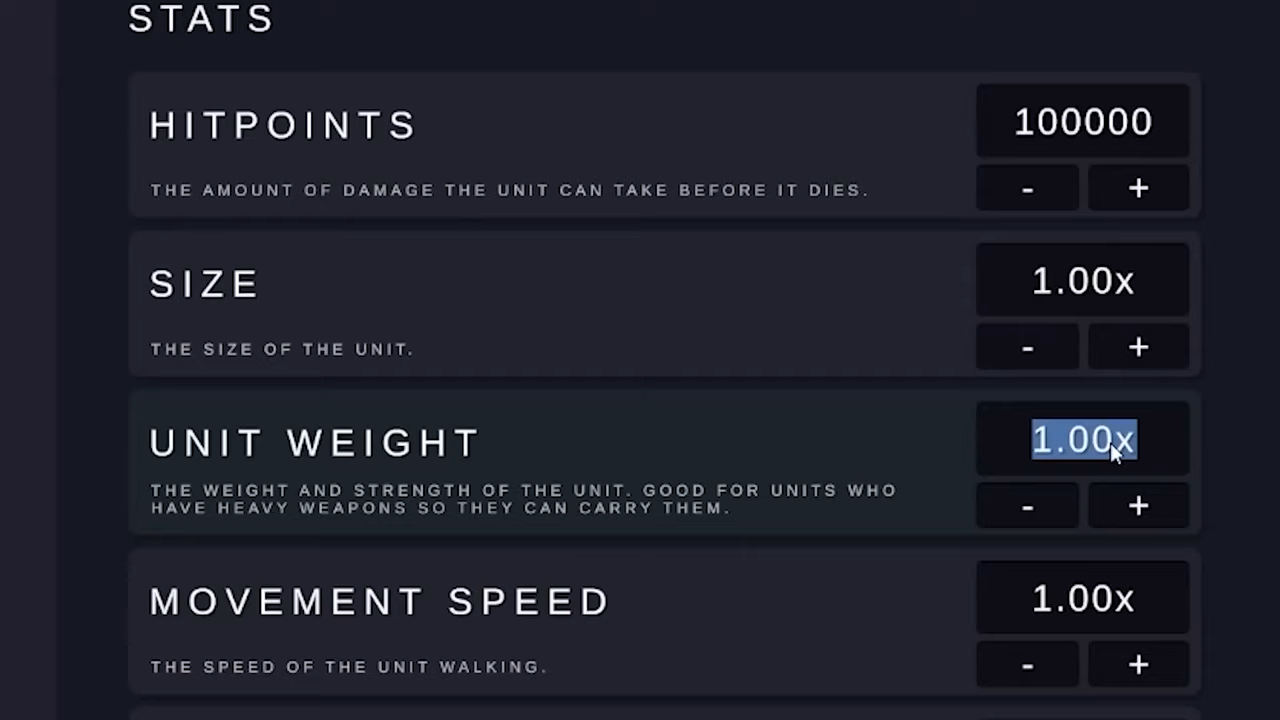 STATS
HITPOINTS
100000
THE AMOUNT OF DAMAGE THE UNIT CAN TAKE BEFORE IT DIES.
- +
SIZE
1.00x
THE SIZE OF THE UNIT.
- +
UNIT WEIGHT
1.00x
THE WEIGHT AND STRENGTH OF THE UNIT. GOOD FOR UNITS WHO
HAVE HEAVY WEAPONS SO THEY CAN CARRY THEM.
- +
MOVEMENT SPEED
1.00x
THE SPEED OF THE UNIT WALKING.
- +